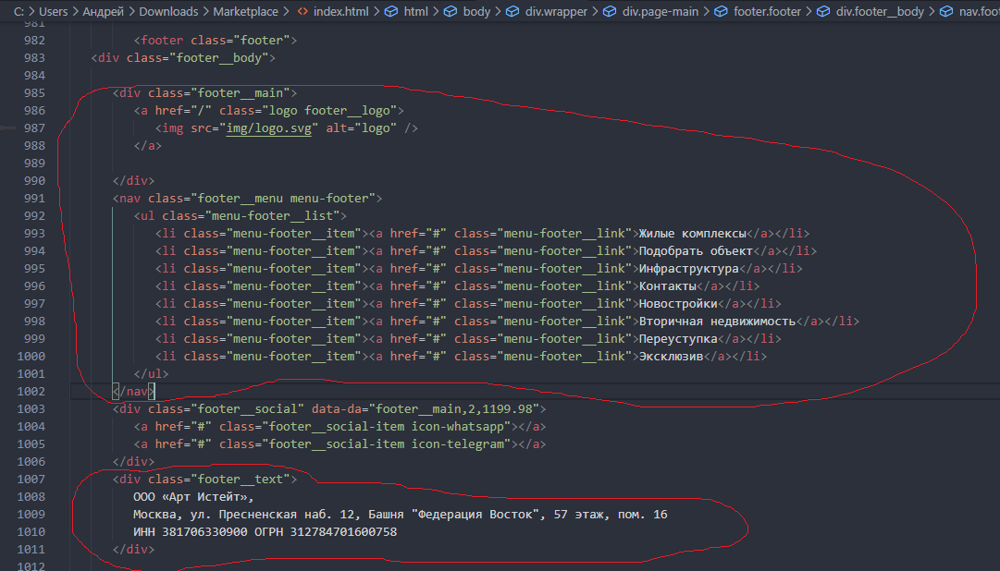 C: > Users > Андрей > Downloads > Marketplace > <> index.html > html > body > div.wrapper > div.page-main > footer.footer > div.footer__body > nav.foo
981
982 <footer class="footer">
983 <div class="footer__body">
984
985 <div class="footer__main">
986 <a href="/" class="logo footer__logo">
987 <img src="img/logo.svg" alt="logo" />
988 </a>
989
990 </div>
991 <nav class="footer__menu menu-footer">
992 <ul class="menu-footer__list">
993 <li class="menu-footer__item"><a href="#" class="menu-footer__link">Жилые комплексы</a></li>
994 <li class="menu-footer__item"><a href="#" class="menu-footer__link">Подобрать объект</a></li>
995 <li class="menu-footer__item"><a href="#" class="menu-footer__link">Инфраструктура</a></li>
996 <li class="menu-footer__item"><a href="#" class="menu-footer__link">Контакты</a></li>
997 <li class="menu-footer__item"><a href="#" class="menu-footer__link">Новостройки</a></li>
998 <li class="menu-footer__item"><a href="#" class="menu-footer__link">Вторичная недвижимость</a></li>
999 <li class="menu-footer__item"><a href="#" class="menu-footer__link">Переуступка</a></li>
1000 <li class="menu-footer__item"><a href="#" class="menu-footer__link">Эксклюзив</a></li>
1001 </ul>
1002 </nav>
1003 <div class="footer__social" data-da="footer__main,2,1199.98">
1004 <a href="#" class="footer__social-item icon-whatsapp"></a>
1005 <a href="#" class="footer__social-item icon-telegram"></a>
1006 </div>
1007 <div class="footer__text">
1008 ООО «Арт Истейт»,
1009 Москва, ул. Пресненская наб. 12, Башня "Федерация Восток", 57 этаж, пом. 16
1010 ИНН 381706330900 ОГРН 312784701600758
1011 </div>
1012